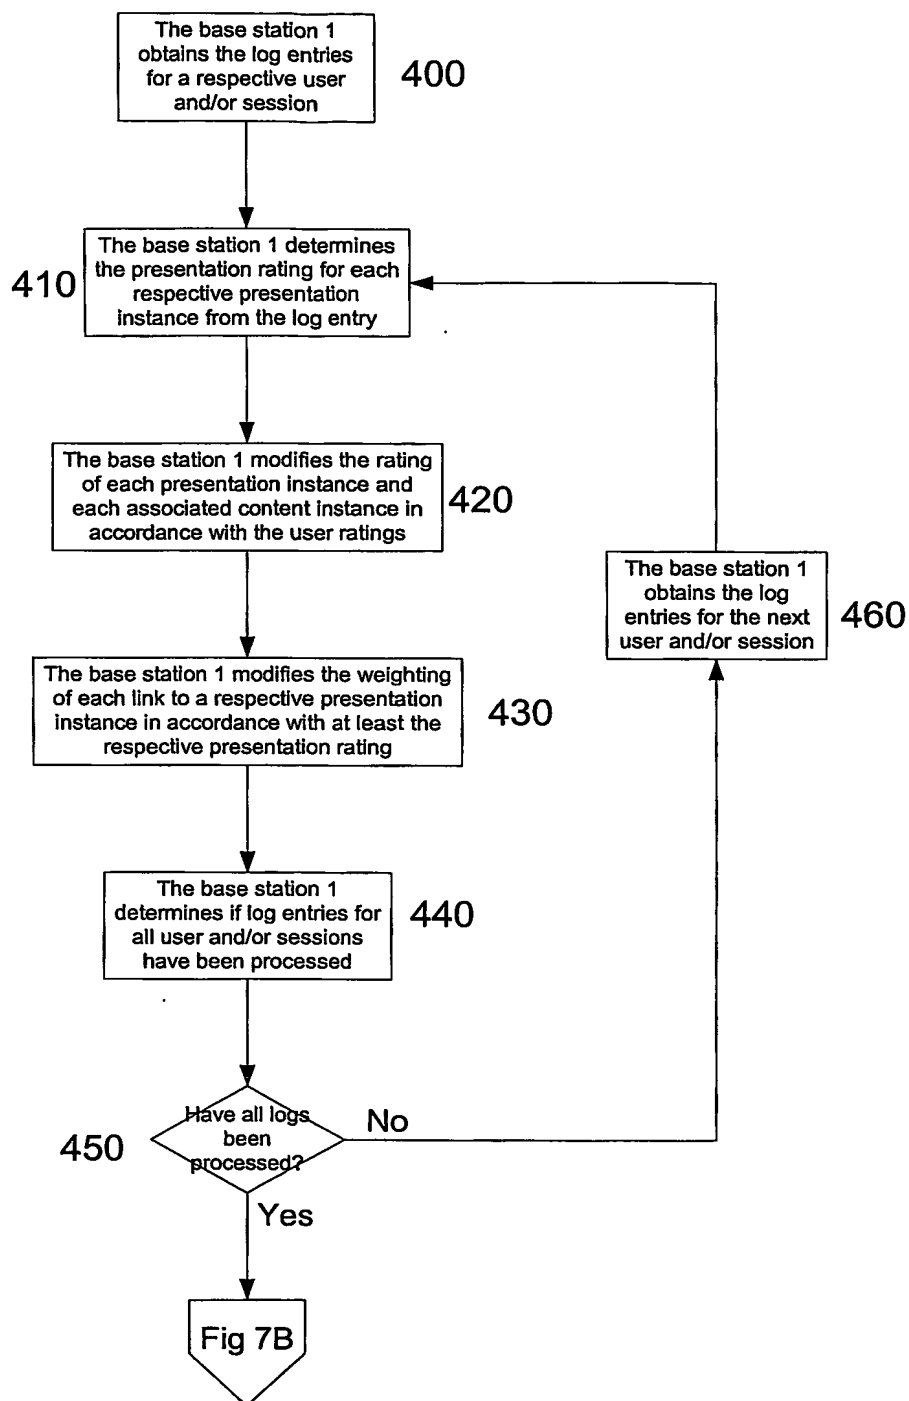 The base station 1
obtains the log entries
for a respective user
and/or session
400
The base station 1 determines
the presentation rating for each
respective presentation
instance from the log entry
410
The base station 1 modifies the rating
of each presentation instance and
each associated content instance in
accordance with the user ratings
420
The base station 1
obtains the log
entries for the next
user and/or session
460
The base station 1 modifies the weighting
of each link to a respective presentation
instance in accordance with at least the
respective presentation rating
430
The base station 1
determines if log entries for
all user and/or sessions
have been processed
440
Have all logs
been
processed?
450
No
Yes
Fig 7B